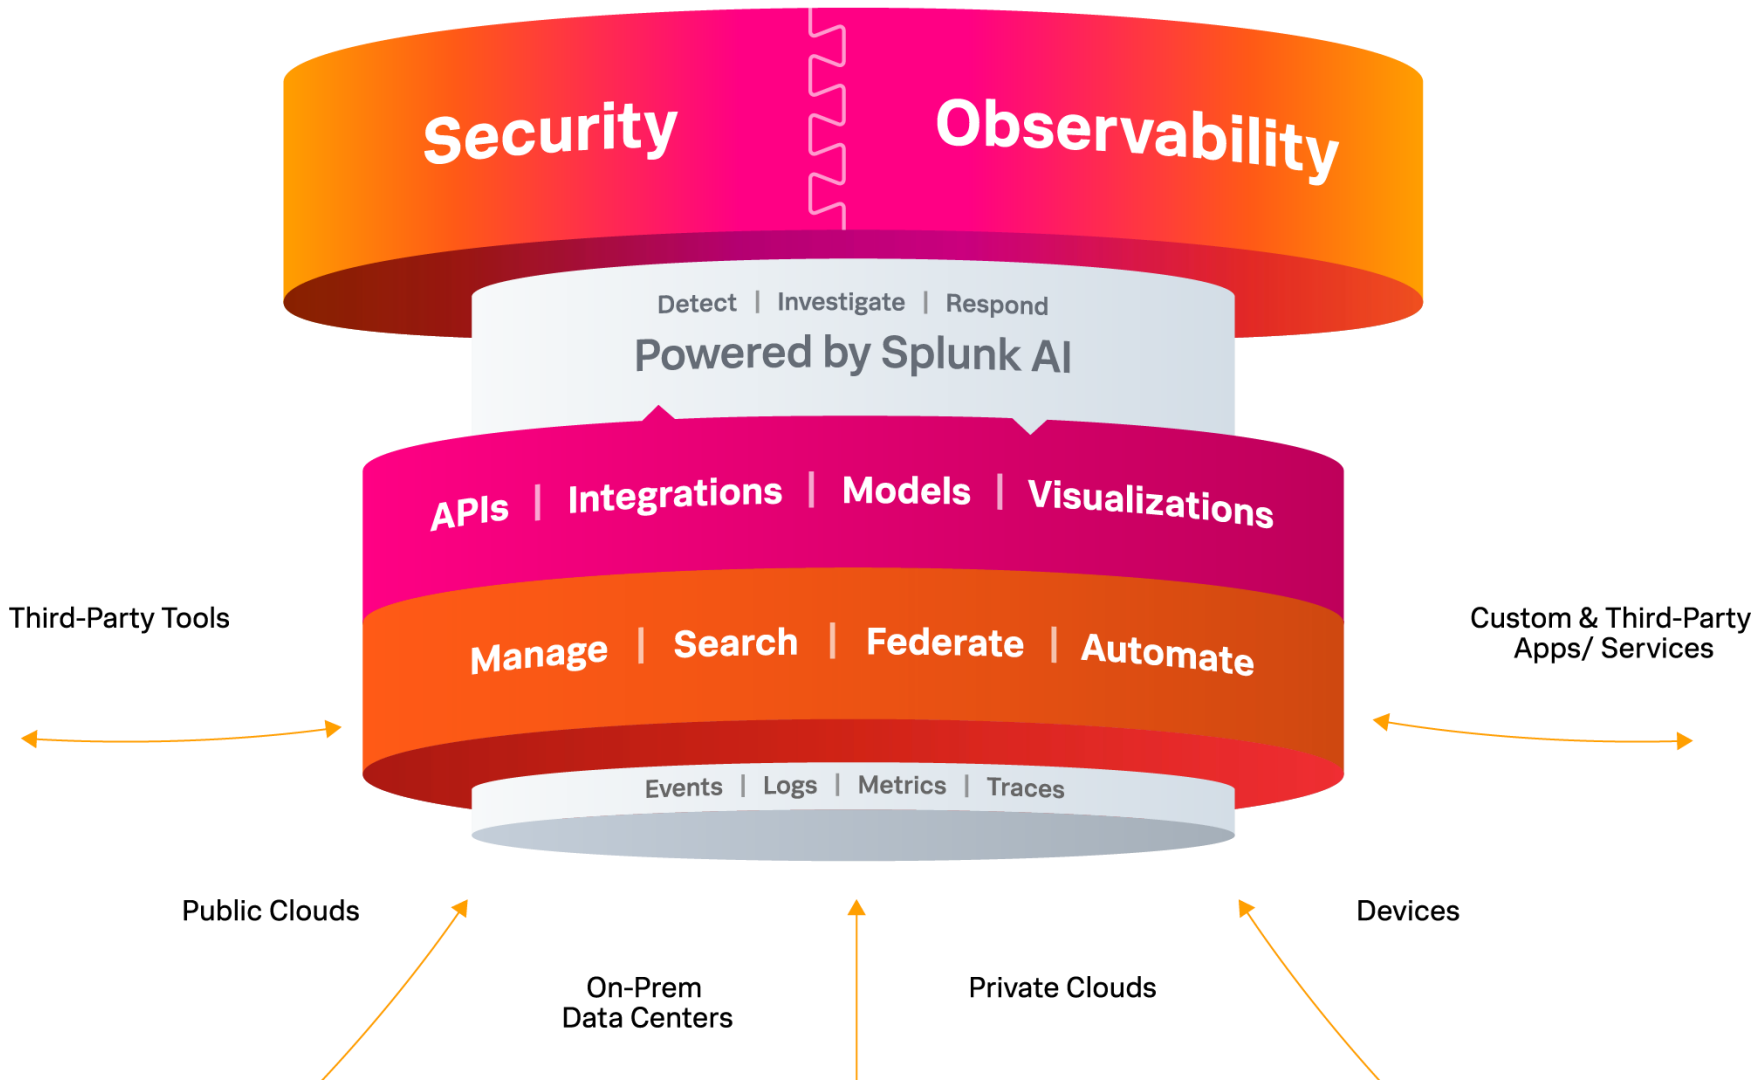 Security Observability
Detect | Investigate | Respond
Powered by Splunk AI
APIs | Integrations | Models | Visualizations
Manage | Search | Federate | Automate
Events | Logs | Metrics | Traces
Third-Party Tools
Custom & Third-Party
Apps/ Services
Public Clouds
On-Prem
Data Centers
Private Clouds
Devices